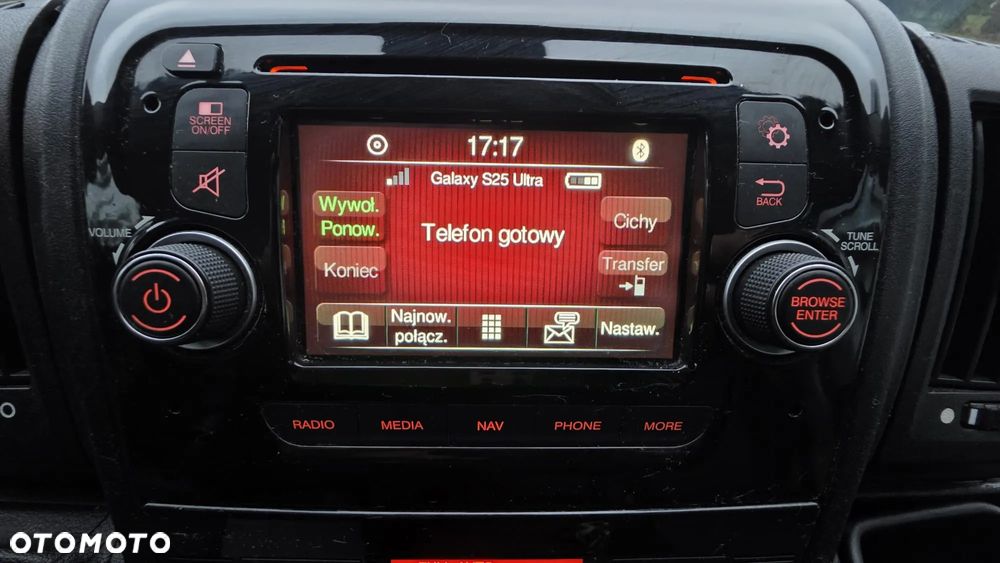 SCREEN
ON/OFF
17:17
Galaxy S25 Ultra
Wywoł.
Ponow.
Telefon gotowy
Cichy
BACK
VOLUME
TUNE
SCROLL
Koniec
Transfer
BROWSE
ENTER
Najnow.
połącz.
Nastaw.
RADIO
MEDIA
NAV
PHONE
MORE
OTOMOTO